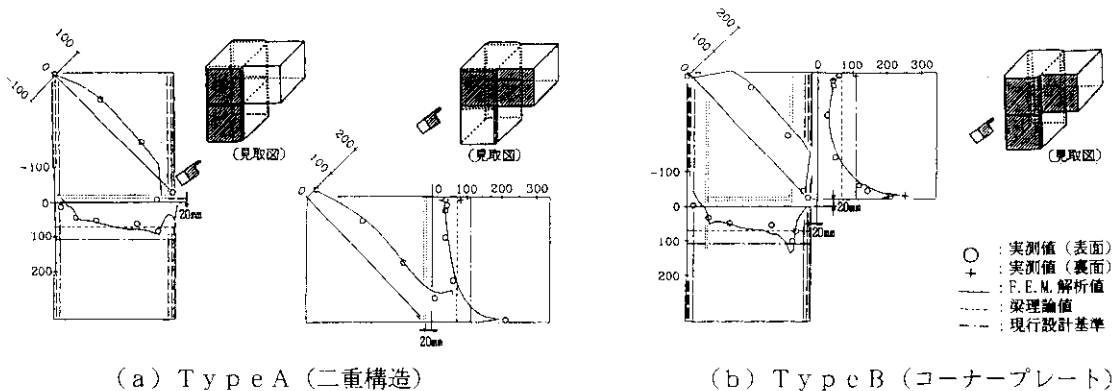 100
0
-100
-100
0
100
200
20mm
(見取図)
200
100
0
0 100 200 300
20mm
(見取図)
200
100
0
0 100 200 300
-100
0
100
200
20mm
20mm
(見取図)
○ : 実測値 (表面)
+ : 実測値 (裏面)
: F.E.M.解析値
: 梁理論値
: 現行設計基準
(a) TypeA (二重構造)
(b) TypeB (コーナープレート)